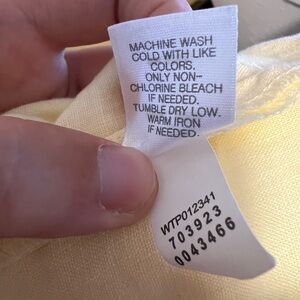 MACHINE WASH
COLD WITH LIKE
COLORS.
ONLY NON-
CHLORINE BLEACH
IF NEEDED.
TUMBLE DRY LOW.
WARM IRON
IF NEEDED.
WTP012341
703923
0043466